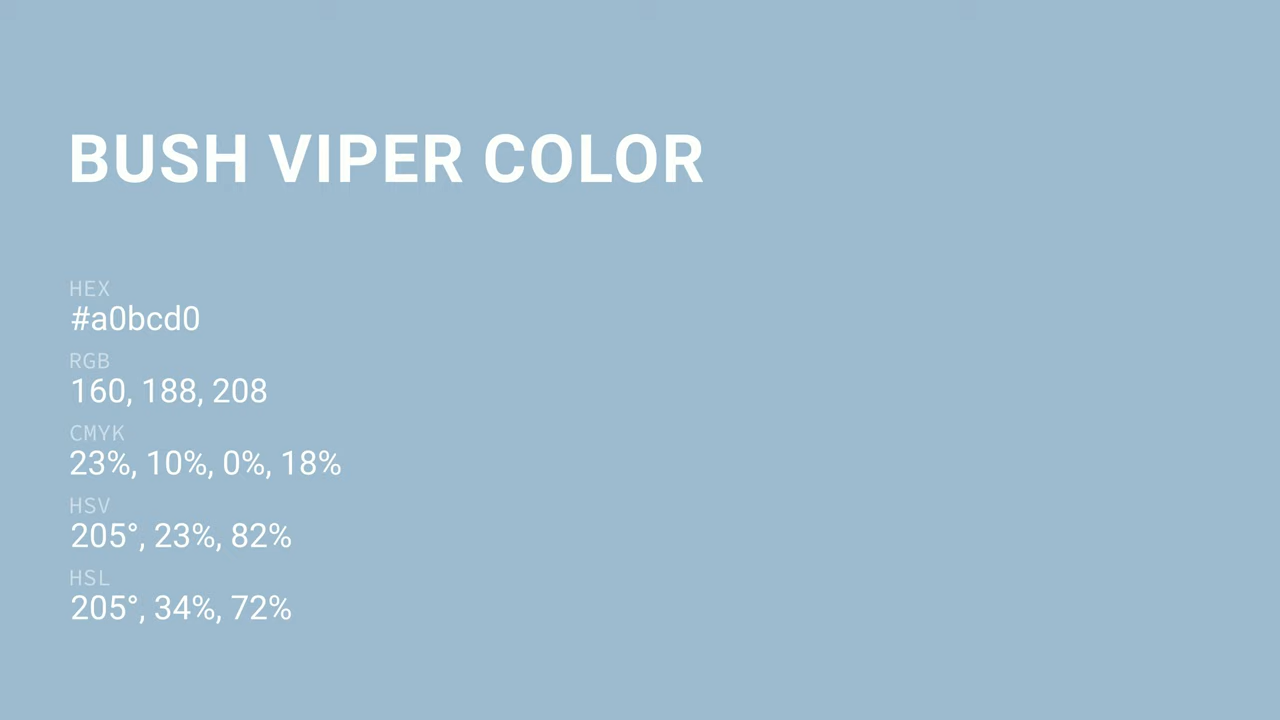 BUSH VIPER COLOR
HEX
#a0bcd0
RGB
160, 188, 208
CMYK
23%, 10%, 0%, 18%
HSV
205°, 23%, 82%
HSL
205°, 34%, 72%